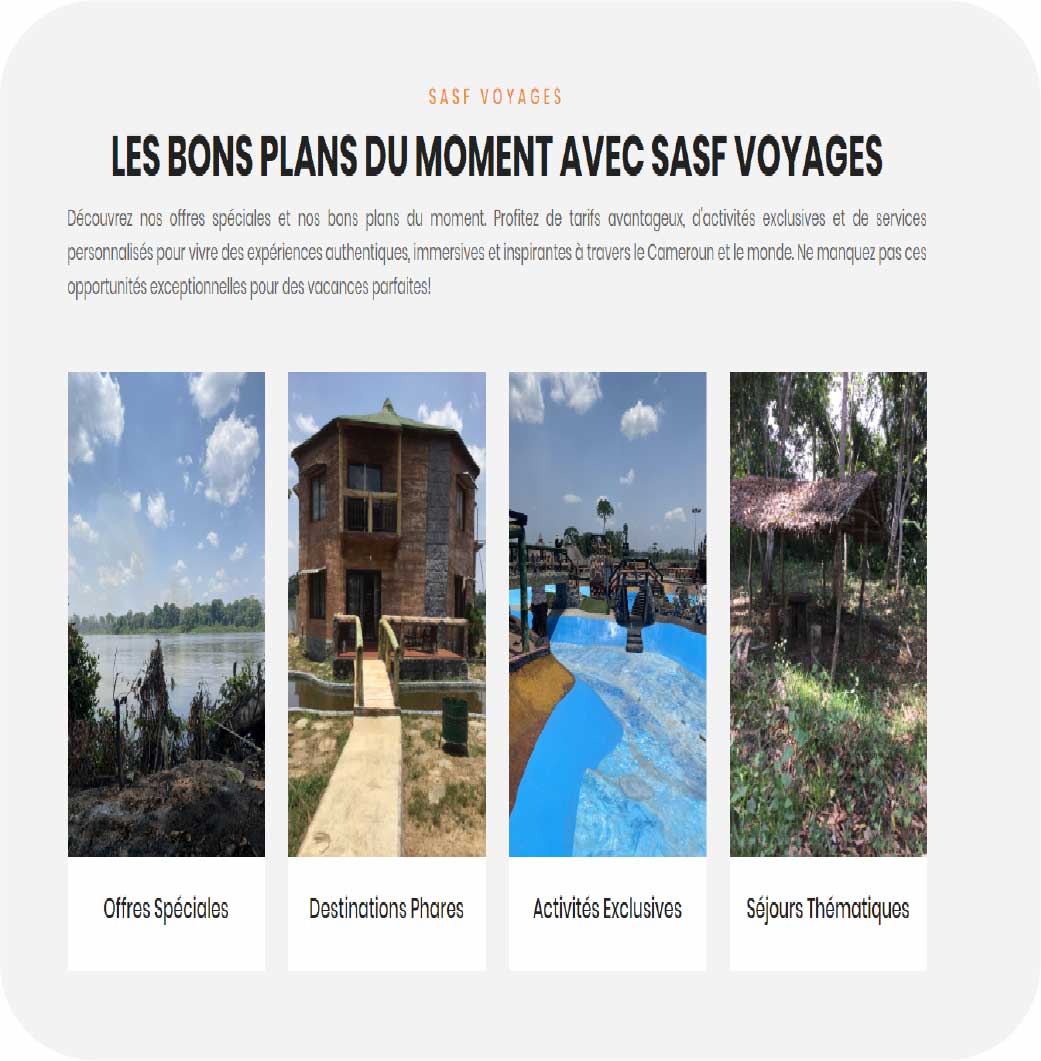 SASF VOYAGES
LES BONS PLANS DU MOMENT AVEC SASF VOYAGES
Découvrez nos offres spéciales et nos bons plans du moment. Profitez de tarifs avantageux, d'activités exclusives et de services
personnalisés pour vivre des expériences authentiques, immersives et inspirantes à travers le Cameroun et le monde. Ne manquez pas ces
opportunités exceptionnelles pour des vacances parfaites!
Offres Spéciales
Destinations Phares
Activités Exclusives
Séjours Thématiques